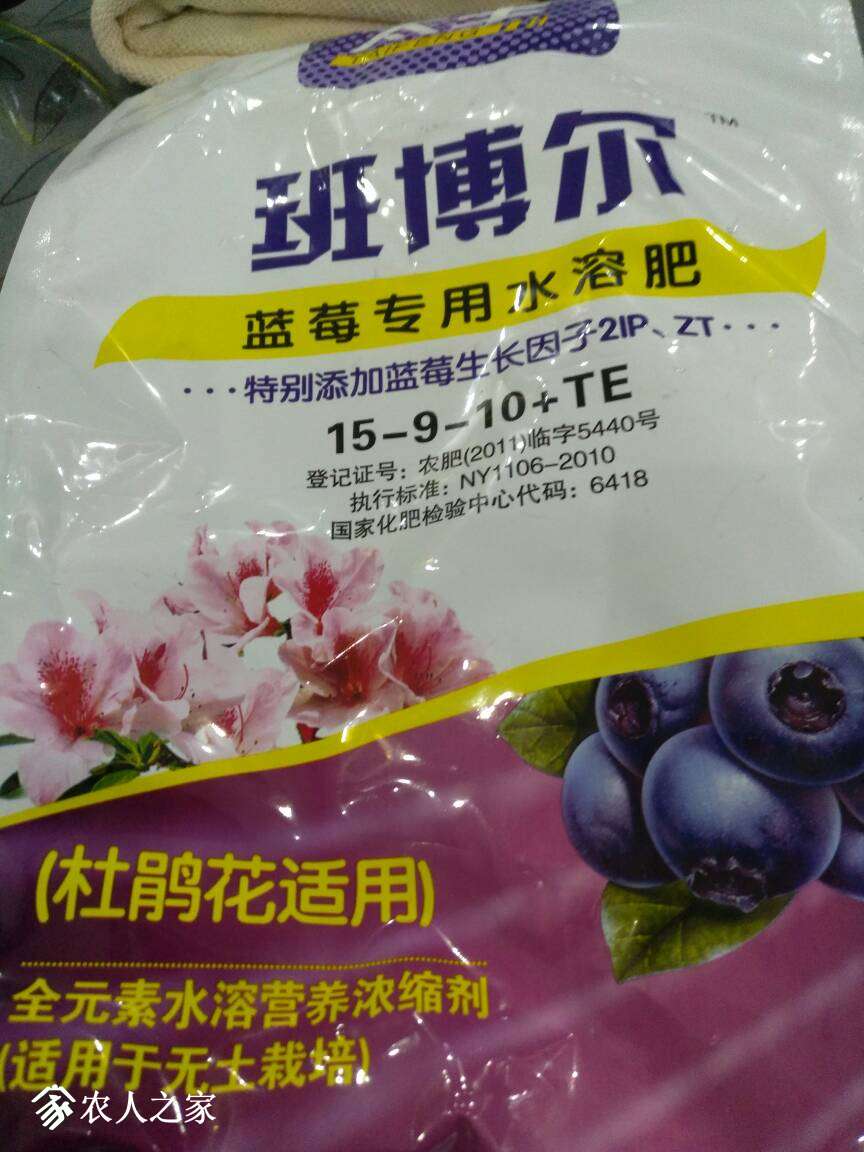 班博尔 TM
蓝莓专用水溶肥
···特别添加蓝莓生长因子2IP、ZT···
15-9-10+TE
登记证号：农肥(2011)临字5440号
执行标准：NY1106-2010
国家化肥检验中心代码：6418
(杜鹃花适用)
全元素水溶营养浓缩剂
(适用于无土栽培)
农人之家